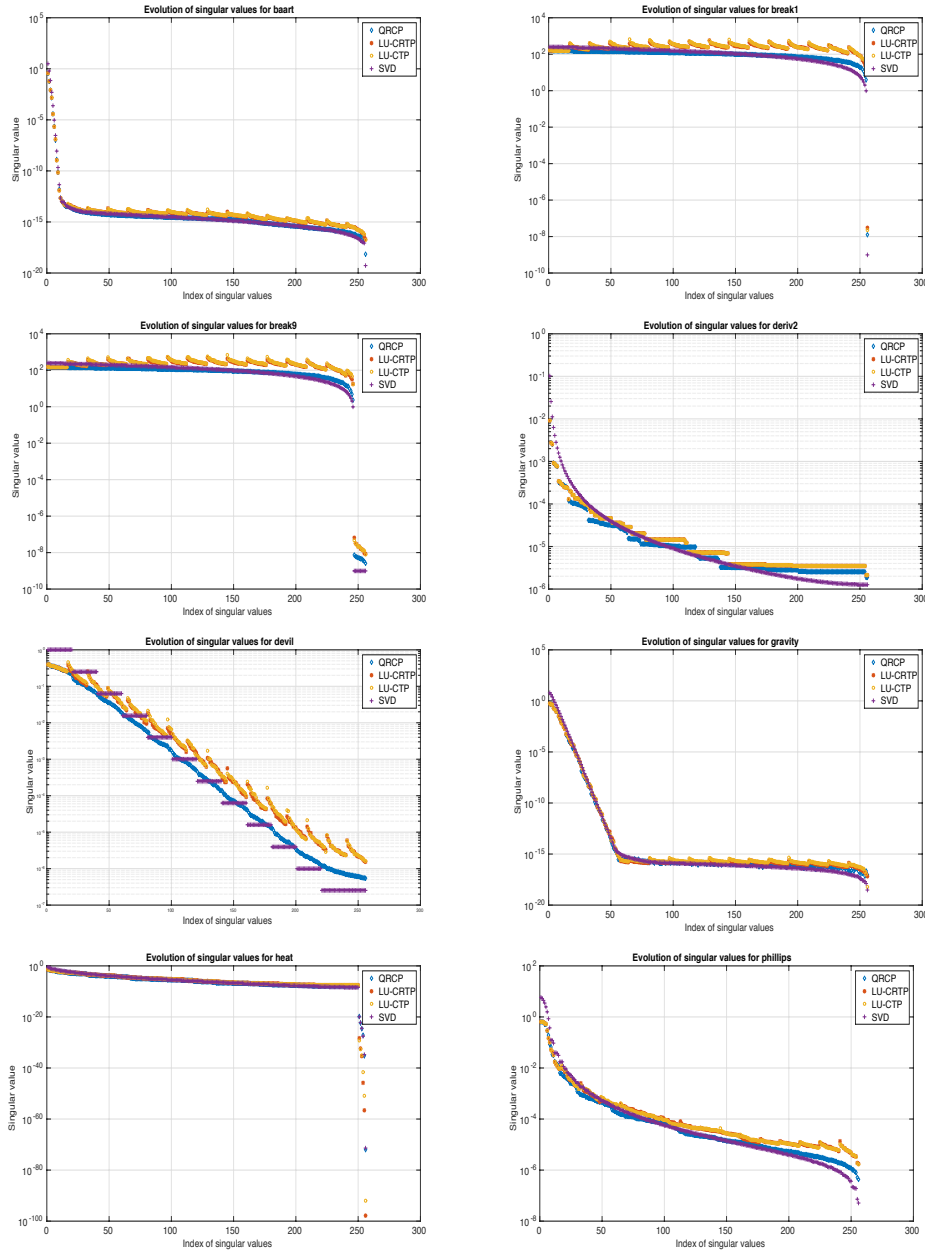 Evolution of singular values for baart
10^5
10^0
10^-5
10^-10
10^-15
10^-20
Singular value
0 50 100 150 200 250 300
Index of singular values
QRCP
LU-CRTP
LU-CTP
SVD
Evolution of singular values for break1
10^4
10^2
10^0
10^-2
10^-4
10^-6
10^-8
10^-10
Singular value
0 50 100 150 200 250 300
Index of singular values
QRCP
LU-CRTP
LU-CTP
SVD
Evolution of singular values for break9
10^4
10^2
10^0
10^-2
10^-4
10^-6
10^-8
10^-10
Singular value
0 50 100 150 200 250 300
Index of singular values
QRCP
LU-CRTP
LU-CTP
SVD
Evolution of singular values for deriv2
10^0
10^-1
10^-2
10^-3
10^-4
10^-5
10^-6
Singular value
0 50 100 150 200 250 300
Index of singular values
QRCP
LU-CRTP
LU-CTP
SVD
Evolution of singular values for devil
Singular value
0 50 100 150 200 250 300
Index of singular values
QRCP
LU-CRTP
LU-CTP
SVD
Evolution of singular values for gravity
10^5
10^0
10^-5
10^-10
10^-15
10^-20
Singular value
0 50 100 150 200 250 300
Index of singular values
QRCP
LU-CRTP
LU-CTP
SVD
Evolution of singular values for heat
10^0
10^-20
10^-40
10^-60
10^-80
10^-100
Singular value
0 50 100 150 200 250 300
Index of singular values
QRCP
LU-CRTP
LU-CTP
SVD
Evolution of singular values for phillips
10^2
10^0
10^-2
10^-4
10^-6
10^-8
Singular value
0 50 100 150 200 250 300
Index of singular values
QRCP
LU-CRTP
LU-CTP
SVD